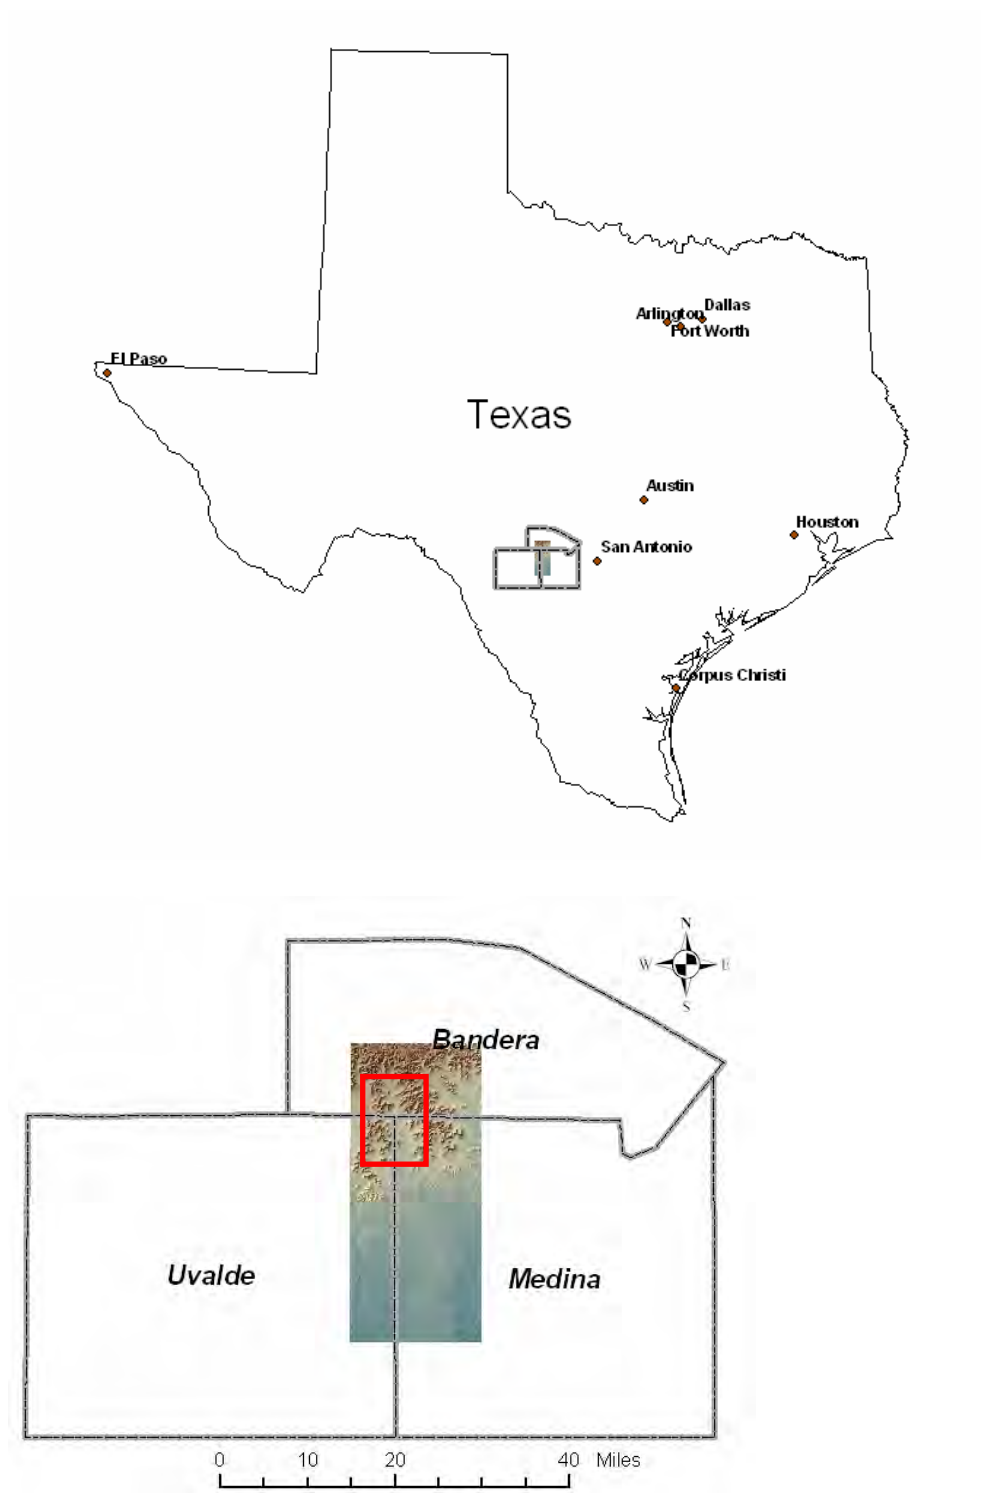 Dallas
Arlington
Fort Worth
El Paso
Texas
Austin
Houston
San Antonio
Corpus Christi
N
W E
S
Bandera
Uvalde
Medina
0 10 20 40 Miles